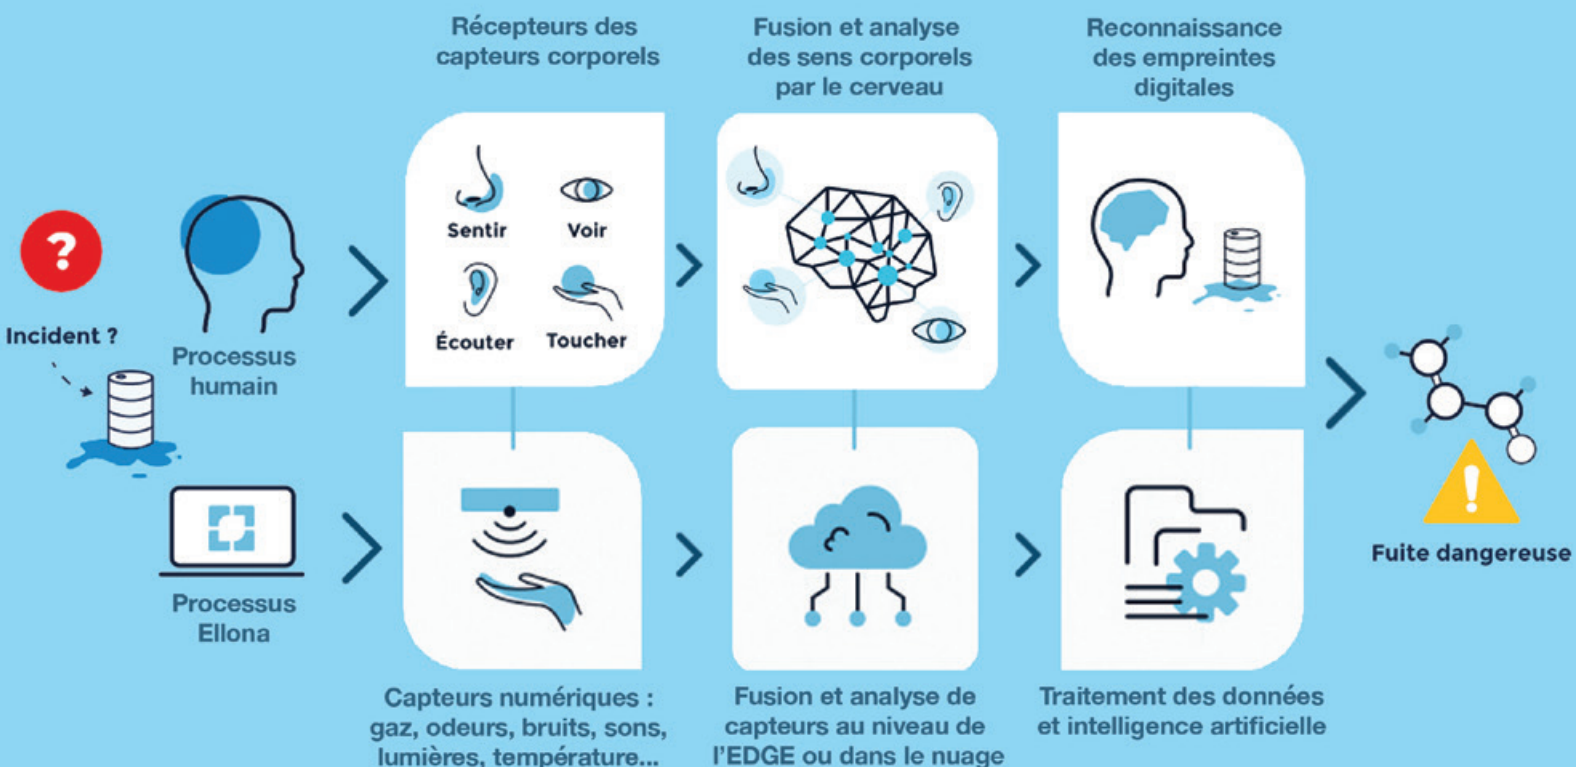 Récepteurs des
capteurs corporels
Fusion et analyse
des sens corporels
par le cerveau
Reconnaissance
des empreintes
digitales
?
Incident ?
Processus
humain
Sentir
Voir
Écouter
Toucher
Processus
Ellona
Capteurs numériques :
gaz, odeurs, bruits, sons,
lumières, température...
Fusion et analyse de
capteurs au niveau de
l'EDGE ou dans le nuage
Traitement des données
et intelligence artificielle
!
Fuite dangereuse